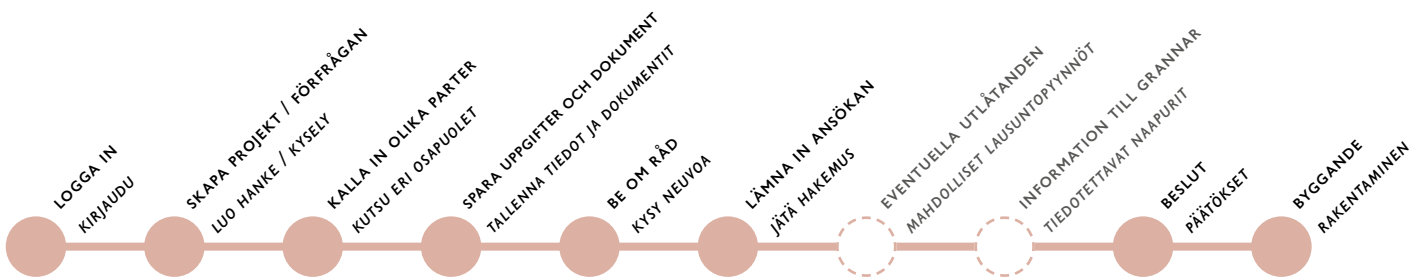 LOGGA IN
KIRJAUDU
SKAPA PROJEKT / FÖRFRÅGAN
LUO HANKE / KYSELY
KALLA IN OLIKA PARTER
KUTSU ERI OSAPUOLET
SPARA UPPGIFTER OCH DOKUMENT
TALLENNA TIEDOT JA DOKUMENTIT
BE OM RÅD
KYSY NEUVOA
LÄMNA IN ANSÖKAN
JÄTÄ HAKEMUS
EVENTUELLA UTLÅTANDEN
MAHDOLLISET LAUSUNTOPYYNNÖT
INFORMATION TILL GRANNAR
TIEDOTETTAVAT NAAPURIT
BESLUT
PÄÄTÖKSET
BYGGANDE
RAKENTAMINEN